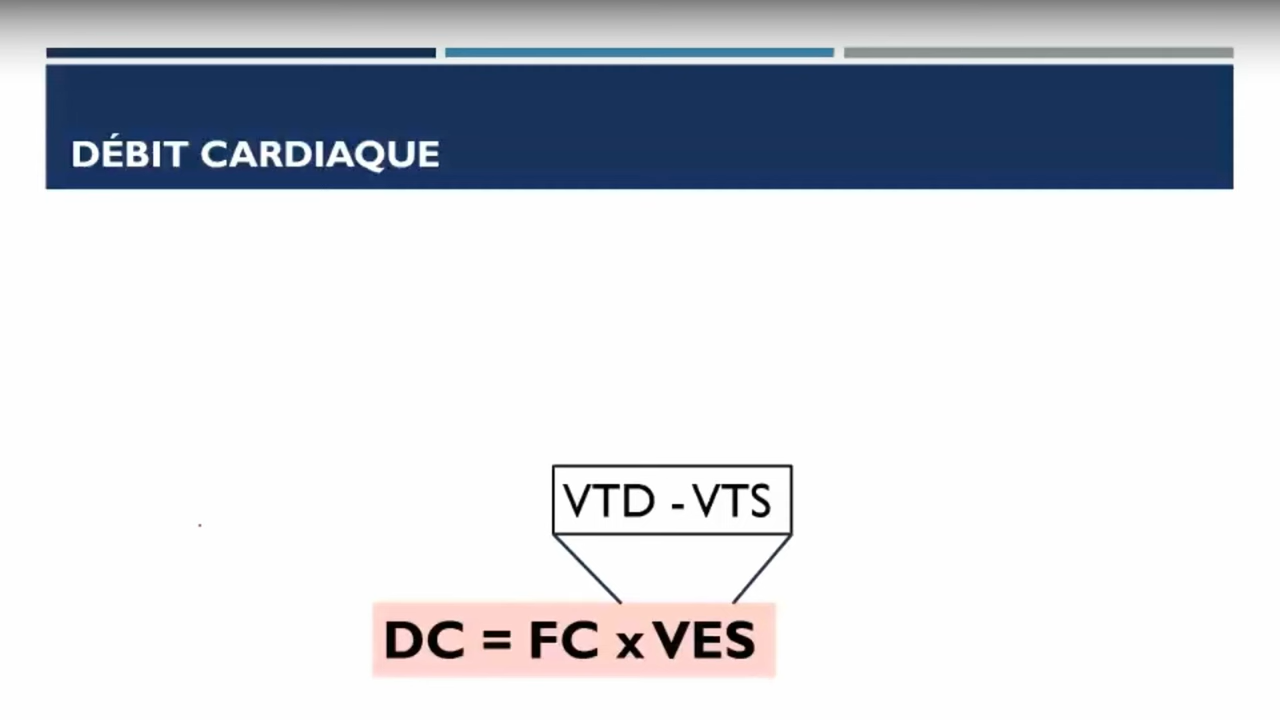 DÉBIT CARDIAQUE
VTD - VTS
DC = FC x VES